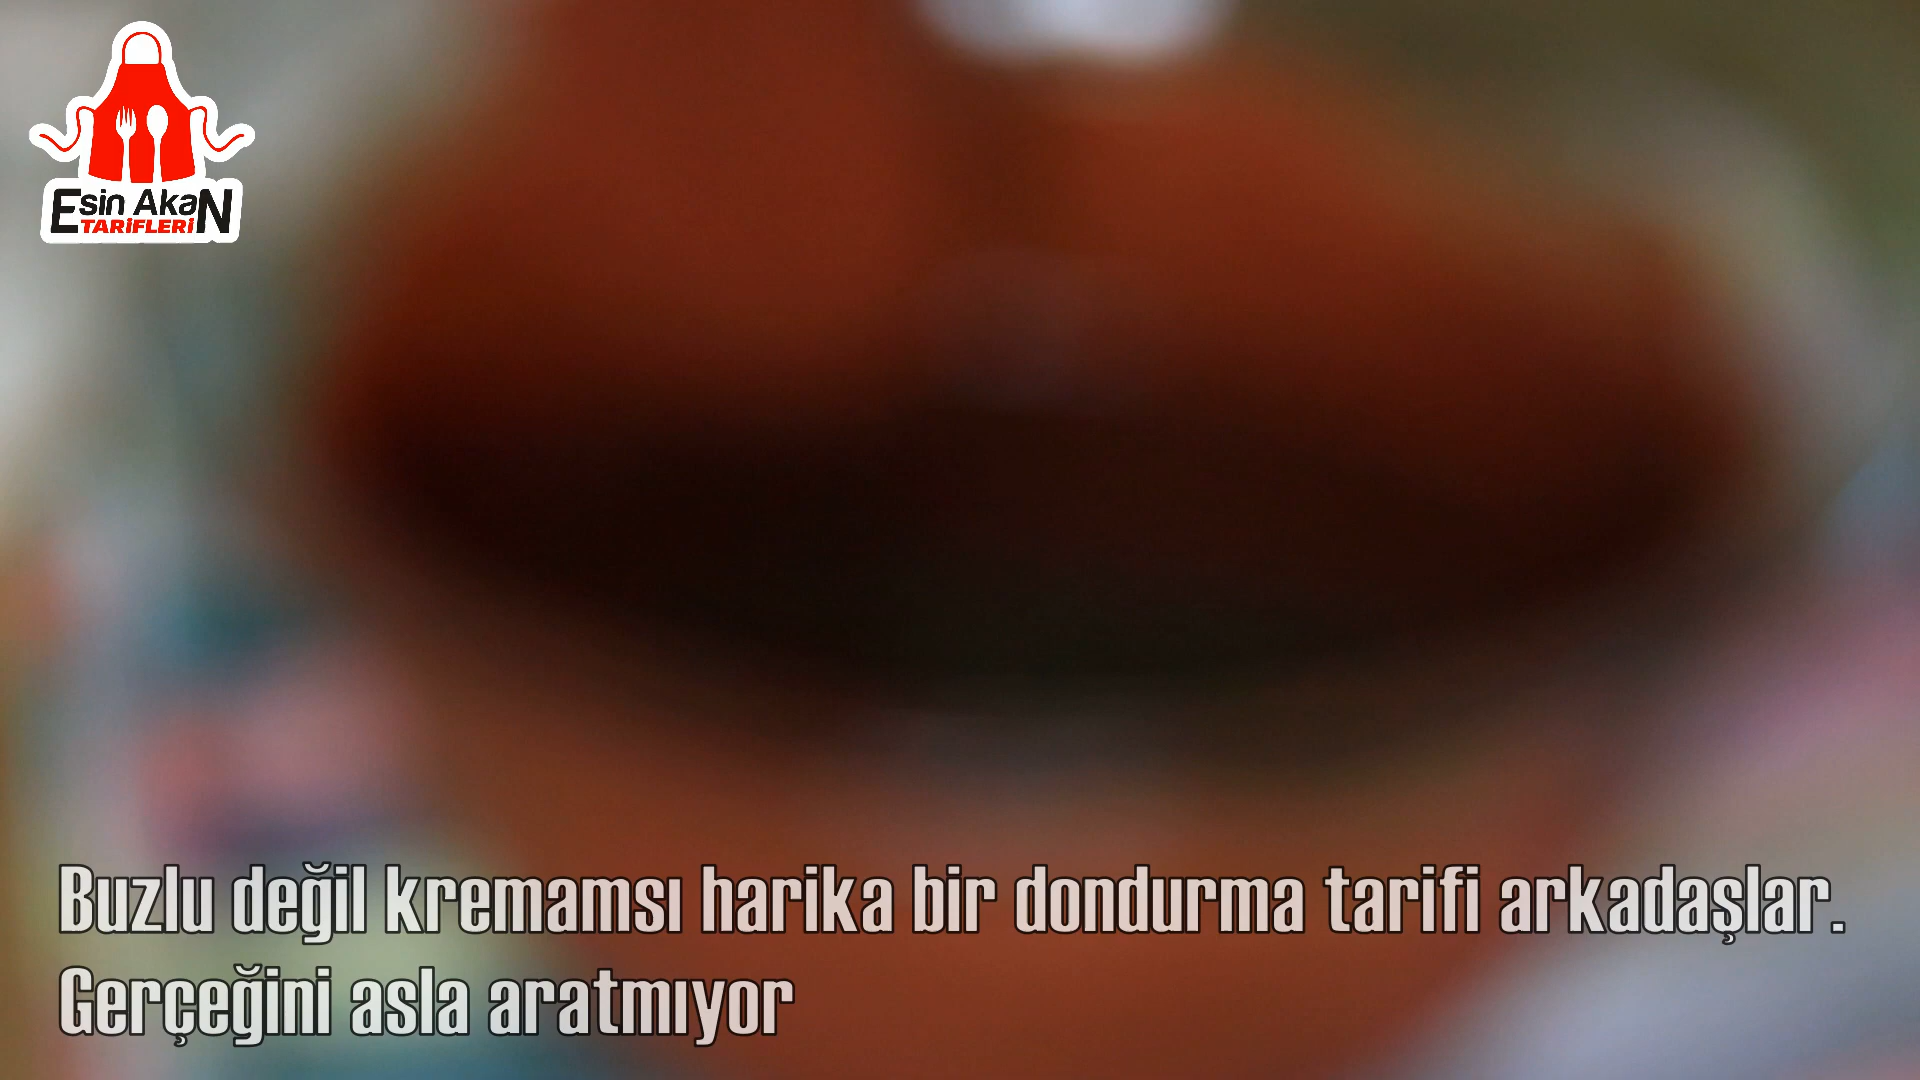 Esin Akan
TARİFLERİ
Buzlu değil kremamsı harika bir dondurma tarifi arkadaşlar.
Gerçeğini asla aratmıyor